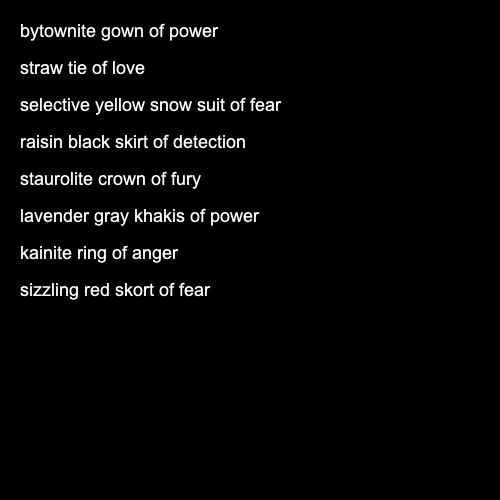 bytownite gown of power
straw tie of love
selective yellow snow suit of fear
raisin black skirt of detection
staurolite crown of fury
lavender gray khakis of power
kainite ring of anger
sizzling red skort of fear